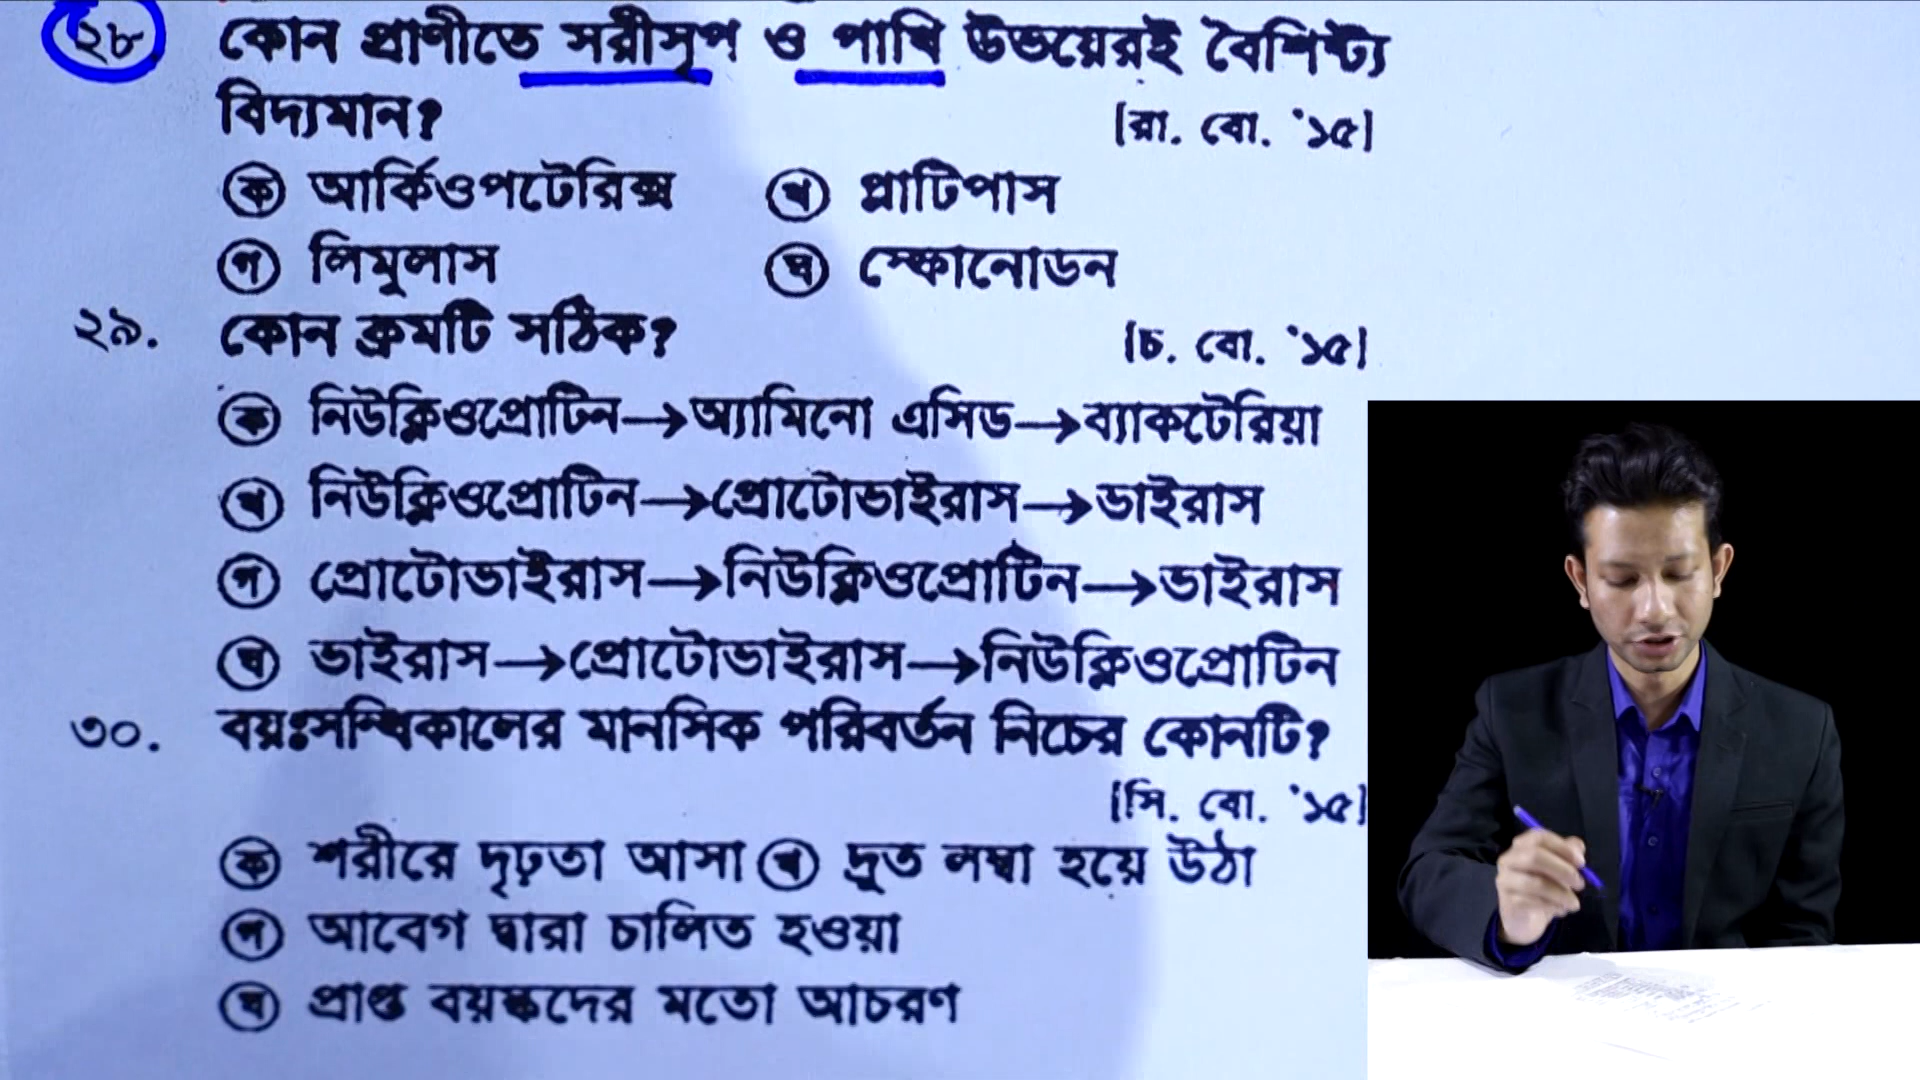 ২৮ কোন প্রাণীতে সরীসৃপ ও পাখি উভয়েরই বৈশিষ্ট্য
বিদ্যমান? [রা. বো. '১৫]
ক আর্কিওপটেরিক্স খ প্লাটিপাস
গ লিমুলাস ঘ স্ফোনোডন
২৯. কোন ক্রমটি সঠিক? [চ. বো. '১৫]
ক নিউক্লিওপ্রোটিন→অ্যামিনো এসিড→ব্যাকটেরিয়া
খ নিউক্লিওপ্রোটিন→প্রোটোভাইরাস→ভাইরাস
গ প্রোটোভাইরাস→নিউক্লিওপ্রোটিন→ভাইরাস
ঘ ভাইরাস→প্রোটোভাইরাস→নিউক্লিওপ্রোটিন
৩০. বয়ঃসন্ধিকালের মানসিক পরিবর্তন নিচের কোনটি?
[সি. বো. '১৫]
ক শরীরে দৃঢ়তা আসা খ দ্রুত লম্বা হয়ে উঠা
গ আবেগ দ্বারা চালিত হওয়া
ঘ প্রাপ্ত বয়স্কদের মতো আচরণ